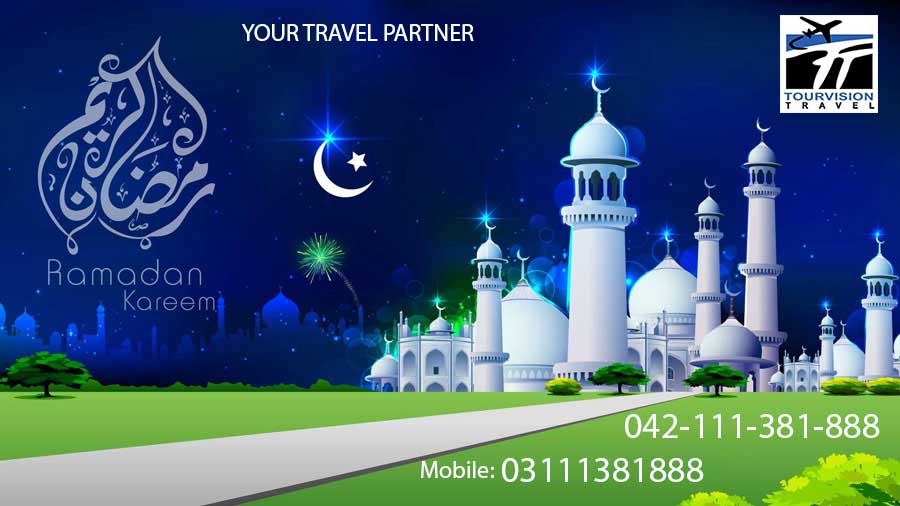 YOUR TRAVEL PARTNER
TOURVISION
TRAVEL
رمضان كريم
Ramadan
Kareem
042-111-381-888
Mobile: 03111381888